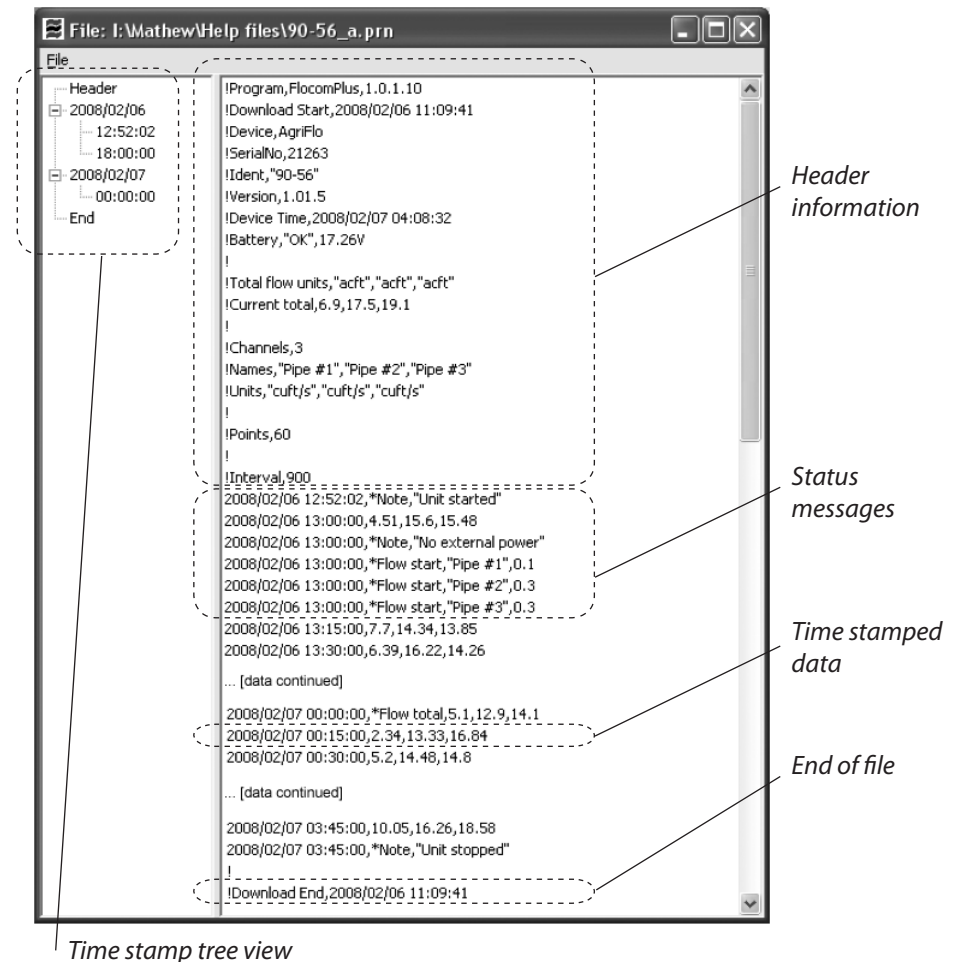 File: I:\Mathew\Help files\90-56_a.prn
File
Header
2008/02/06
12:52:02
18:00:00
2008/02/07
00:00:00
End
!Program,FlocomPlus,1.0.1.10
!Download Start,2008/02/06 11:09:41
!Device,AgriFlo
!SerialNo,21263
!Ident,"90-56"
!Version,1.01.5
!Device Time,2008/02/07 04:08:32
!Battery,"OK",17.26V
!
!Total flow units,"acft","acft","acft"
!Current total,6.9,17.5,19.1
!
!Channels,3
!Names,"Pipe #1","Pipe #2","Pipe #3"
!Units,"cuft/s","cuft/s","cuft/s"
!
!Points,60
!
!Interval,900
2008/02/06 12:52:02,*Note,"Unit started"
2008/02/06 13:00:00,4.51,15.6,15.48
2008/02/06 13:00:00,*Note,"No external power"
2008/02/06 13:00:00,*Flow start,"Pipe #1",0.1
2008/02/06 13:00:00,*Flow start,"Pipe #2",0.3
2008/02/06 13:00:00,*Flow start,"Pipe #3",0.3
2008/02/06 13:15:00,7.7,14.34,13.85
2008/02/06 13:30:00,6.39,16.22,14.26
... [data continued]
2008/02/07 00:00:00,*Flow total,5.1,12.9,14.1
2008/02/07 00:15:00,2.34,13.33,16.84
2008/02/07 00:30:00,5.2,14.48,14.8
... [data continued]
2008/02/07 03:45:00,10.05,16.26,18.58
2008/02/07 03:45:00,*Note,"Unit stopped"
!
!Download End,2008/02/06 11:09:41
Header
information
Status
messages
Time stamped
data
End of file
Time stamp tree view